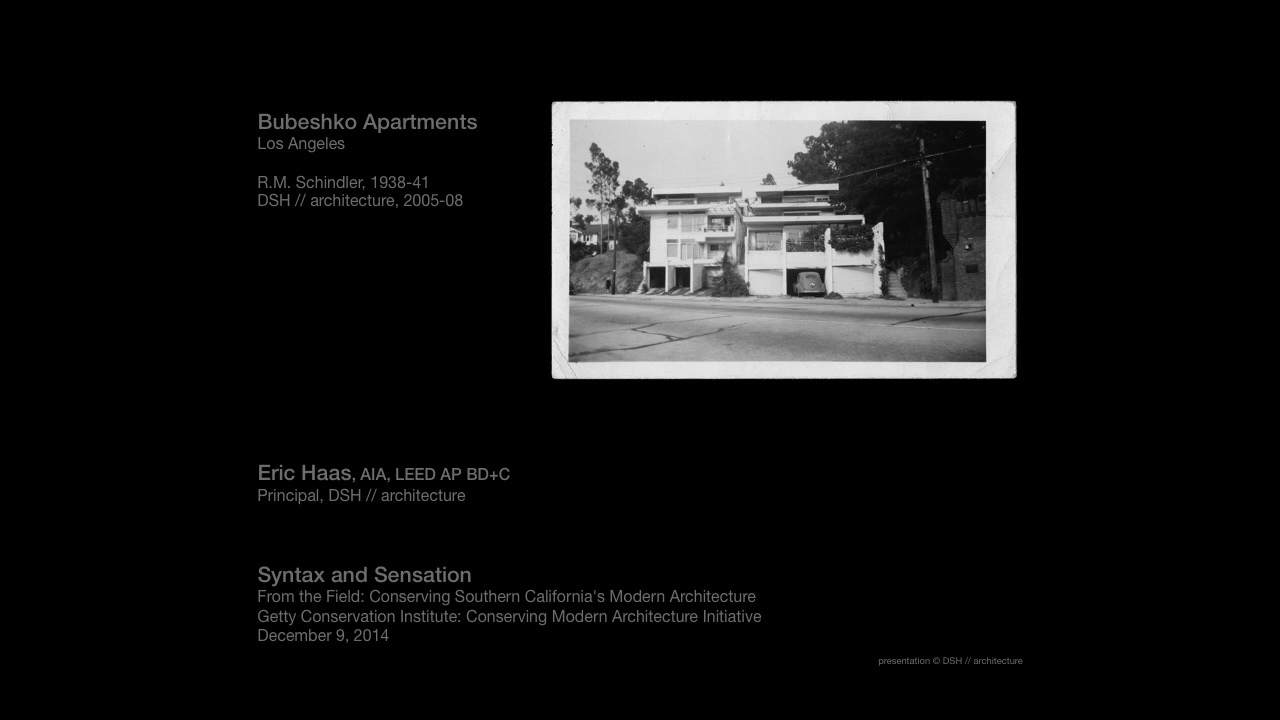 Bubeshko Apartments
Los Angeles
R.M. Schindler, 1938-41
DSH // architecture, 2005-08
Eric Haas, AIA, LEED AP BD+C
Principal, DSH // architecture
Syntax and Sensation
From the Field: Conserving Southern California's Modern Architecture
Getty Conservation Institute: Conserving Modern Architecture Initiative
December 9, 2014
presentation © DSH // architecture